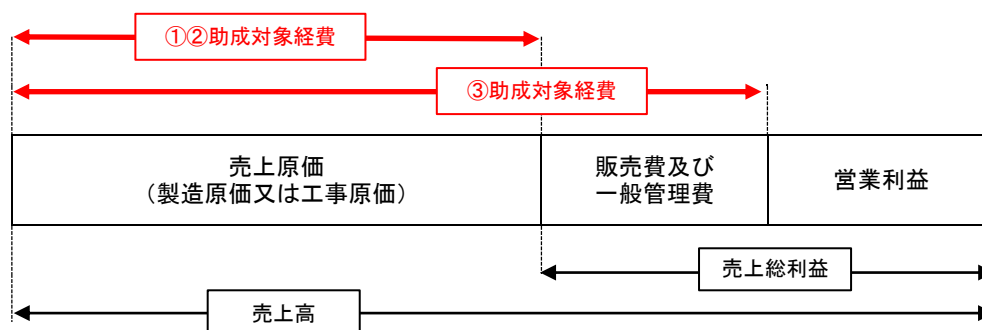 ①②助成対象経費
③助成対象経費
売上原価
（製造原価又は工事原価）
販売費及び
一般管理費
営業利益
売上総利益
売上高